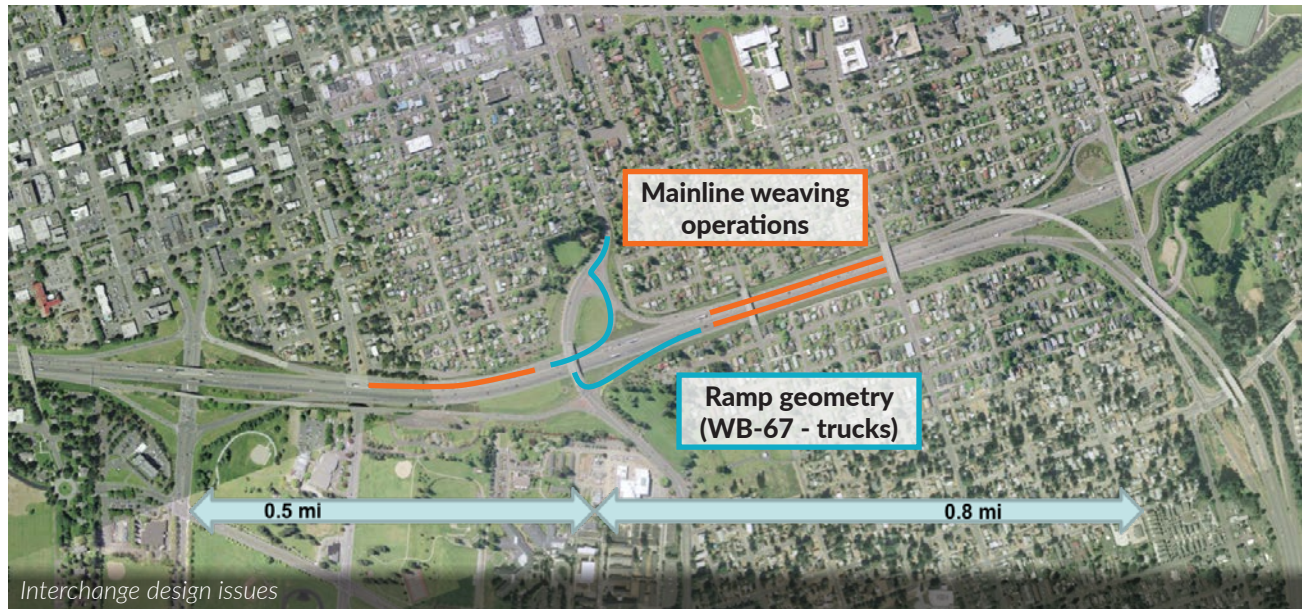 Mainline weaving
operations
Ramp geometry
(WB-67 - trucks)
0.5 mi
0.8 mi
Interchange design issues